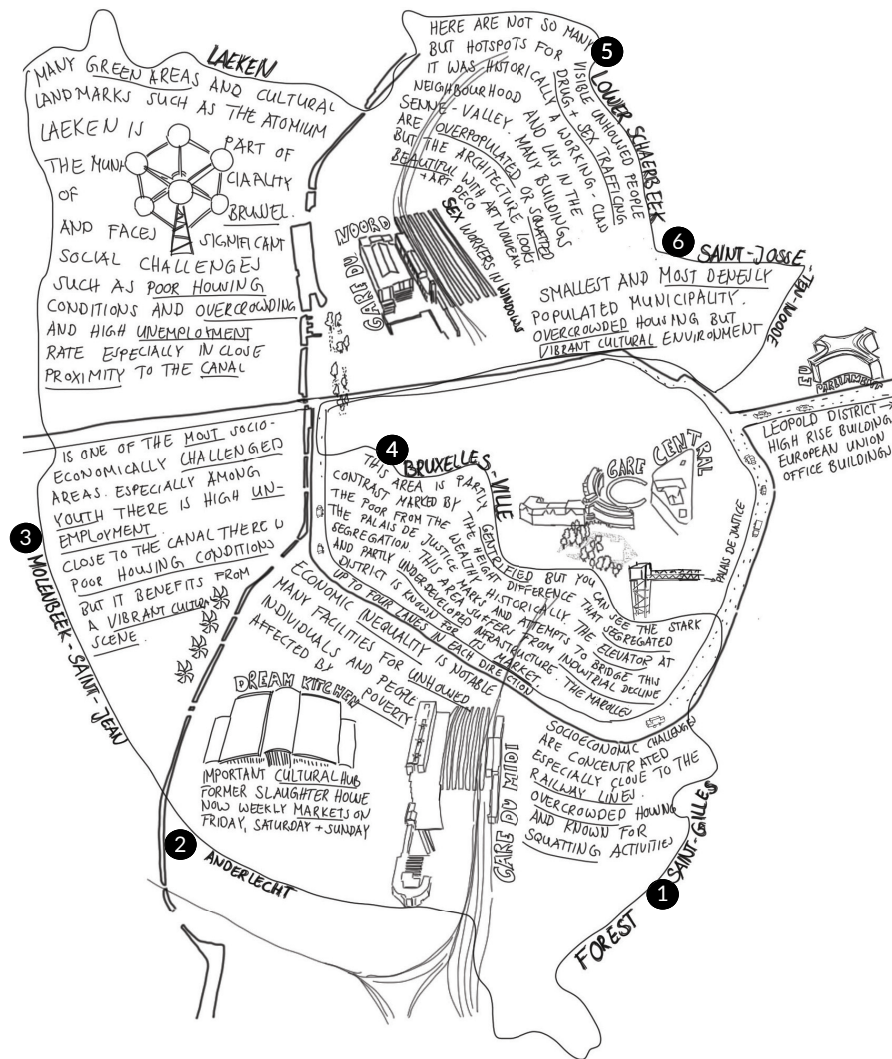 LAEKEN
MANY GREEN AREAS AND CULTURAL
LANDMARKS SUCH AS THE ATOMIUM
LAEKEN IS PART OF
THE MUNI CIAPALITY
OF BRUSSEL.
AND FACES SIGNIFICANT
SOCIAL CHALLENGES
SUCH AS POOR HOUSING
CONDITIONS AND OVERCROWDING
AND HIGH UNEMPLOYMENT
RATE ESPECIALLY IN CLOSE
PROXIMITY TO THE CANAL
5
LOWER SCHAERBEEK
HERE ARE NOT SO MANY
VISIBLE UNHOUSED PEOPLE
BUT HOTSPOTS FOR
DRUG + SEX TRAFFICING
IT WAS HISTORICALLY A WORKING-CLASS
NEIGHBOURHOOD AND LAYS IN THE
SENNE-VALLEY. MANY BUILDINGS
ARE OVERPOPULATED OR SQUATTED
BUT THE ARCHITECTURE LOOKS
BEAUTIFUL WITH ART NOUVEAU
+ ART DECO
SEX WORKERS IN WINDOWS
GARE DU NOORD
6
SAINT-JOSSE-TEN-NOODE
SMALLEST AND MOST DENSELY
POPULATED MUNICIPALITY.
OVERCROWDED HOUSING BUT
VIBRANT CULTURAL ENVIRONMENT
EU PARLIAMENT
LEOPOLD DISTRICT →
HIGH RISE BUILDING
EUROPEAN UNION
OFFICE BUILDINGS
3
MOLENBEEK-SAINT-JEAN
IS ONE OF THE MOST SOCIO-
ECONOMICALLY CHALLENGED
AREAS. ESPECIALLY AMONG
YOUTH THERE IS HIGH UN-
EMPLOYMENT.
CLOSE TO THE CANAL THERE IS
POOR HOUSING CONDITIONS
BUT IT BENEFITS FROM
A VIBRANT CULTURE
SCENE.
4
BRUXELLES-VILLE
THIS AREA IS PARTLY GENTRIFIED BUT YOU CAN SEE THE STARK
CONTRAST MARKED BY THE HEIGHT DIFFERENCE THAT SEGREGATED
THE POOR FROM THE WEALTHY HISTORICALLY. THE ELEVATOR AT
THE PALAIS DE JUSTICE MARKS AND ATTEMPTS TO BRIDGE THIS
SEGREGATION. THIS AREA SUFFERS FROM INDUSTRIAL DECLINE
AND PARTLY UNDERDEVELOPED INFRASTRUCTURE. THE MAROLLES
DISTRICT IS KNOWN FOR ITS MARKET.
UP TO FOUR LANES IN EACH DIRECTION
GARE CENTRAL
PALAIS DE JUSTICE
ECONOMIC INEQUALITY IS NOTABLE
MANY FACILITIES FOR UNHOUSED
INDIVIDUALS AND PEOPLE
AFFECTED BY POVERTY
DREAM KITCHEN
IMPORTANT CULTURAL HUB
FORMER SLAUGHTER HOUSE
NOW WEEKLY MARKETS ON
FRIDAY, SATURDAY + SUNDAY
2
ANDERLECHT
GARE DU MIDI
SOCIOECONOMIC CHALLENGES
ARE CONCENTRATED
ESPECIALLY CLOSE TO THE
RAILWAY LINES.
OVERCROWDED HOUSING
AND KNOWN FOR
SQUATTING ACTIVITIES
1
FOREST SAINT-GILLES